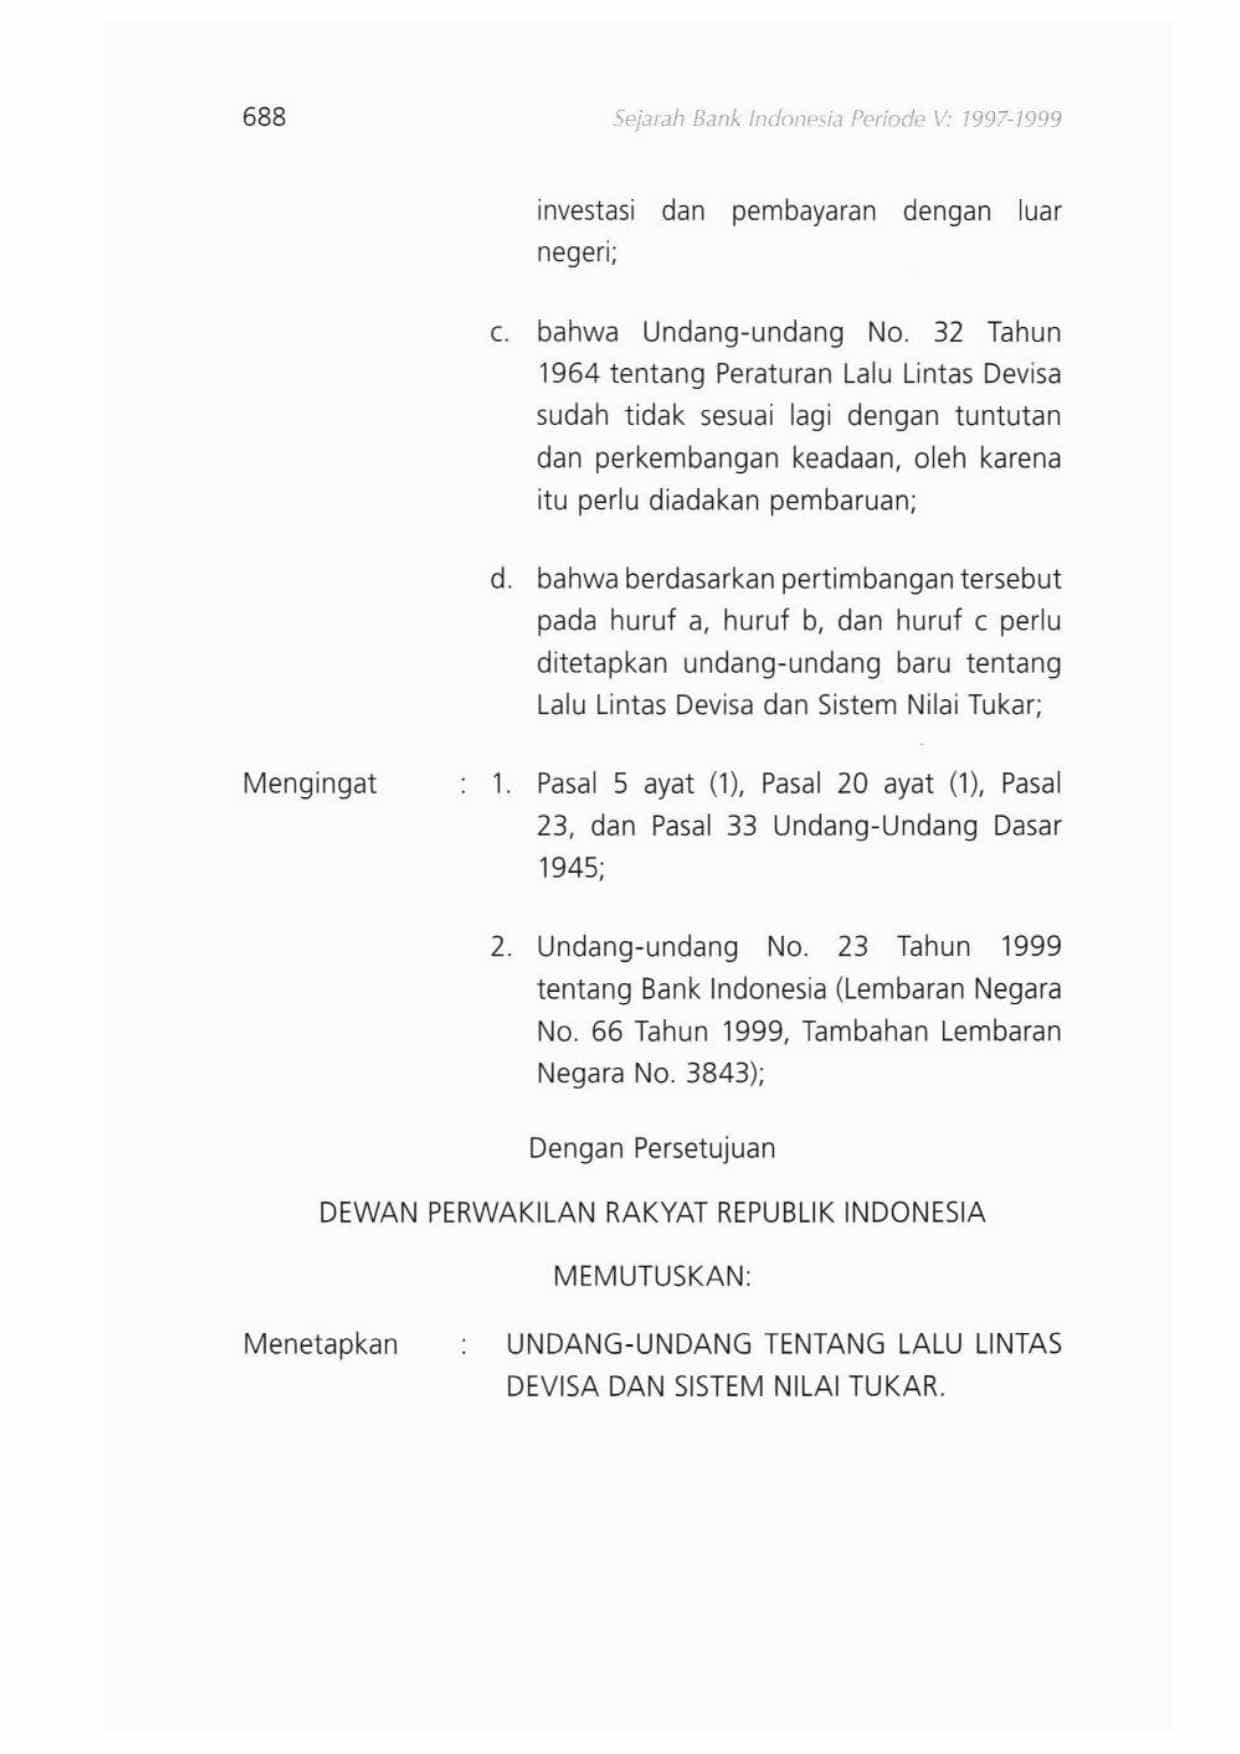 688 Sejarah Bank Indonesia Periode V: 1997-1999
investasi dan pembayaran dengan luar
negeri;
c. bahwa Undang-undang No. 32 Tahun
1964 tentang Peraturan Lalu Lintas Devisa
sudah tidak sesuai lagi dengan tuntutan
dan perkembangan keadaan, oleh karena
itu perlu diadakan pembaruan;
d. bahwa berdasarkan pertimbangan tersebut
pada huruf a, huruf b, dan huruf c perlu
ditetapkan undang-undang baru tentang
Lalu Lintas Devisa dan Sistem Nilai Tukar;
Mengingat : 1. Pasal 5 ayat (1), Pasal 20 ayat (1), Pasal
23, dan Pasal 33 Undang-Undang Dasar
1945;
2. Undang-undang No. 23 Tahun 1999
tentang Bank Indonesia (Lembaran Negara
No. 66 Tahun 1999, Tambahan Lembaran
Negara No. 3843);
Dengan Persetujuan
DEWAN PERWAKILAN RAKYAT REPUBLIK INDONESIA
MEMUTUSKAN:
Menetapkan : UNDANG-UNDANG TENTANG LALU LINTAS
DEVISA DAN SISTEM NILAI TUKAR.